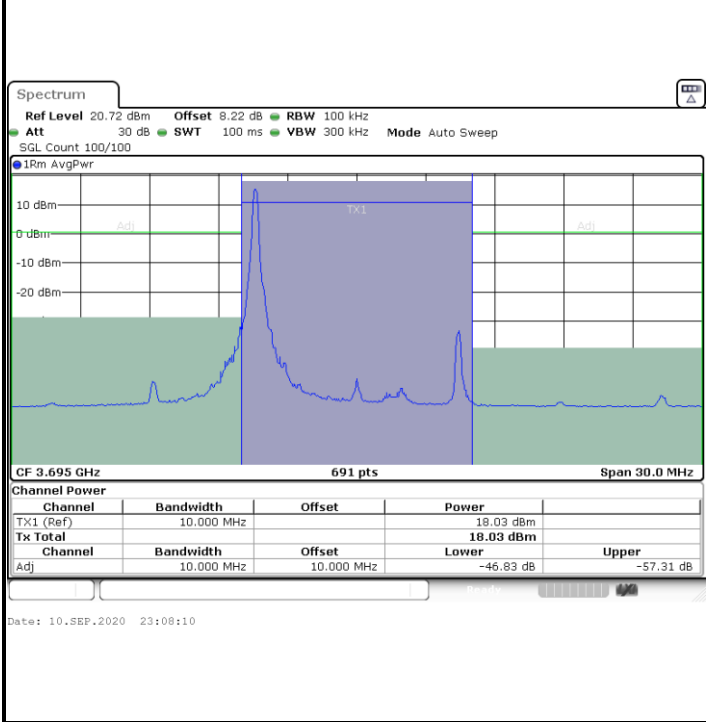 Spectrum
Ref Level 20.72 dBm Offset 8.22 dB RBW 100 kHz
Att 30 dB SWT 100 ms VBW 300 kHz Mode Auto Sweep
SGL Count 100/100
1Rm AvgPwr
10 dBm
TX1
Adj Adj
0 dBm
-10 dBm
-20 dBm
CF 3.695 GHz 691 pts Span 30.0 MHz
Channel Power
Channel Bandwidth Offset Power
TX1 (Ref) 10.000 MHz 18.03 dBm
Tx Total 18.03 dBm
Channel Bandwidth Offset Lower Upper
Adj 10.000 MHz 10.000 MHz -46.83 dB -57.31 dB
Ready
Date: 10.SEP.2020 23:08:10